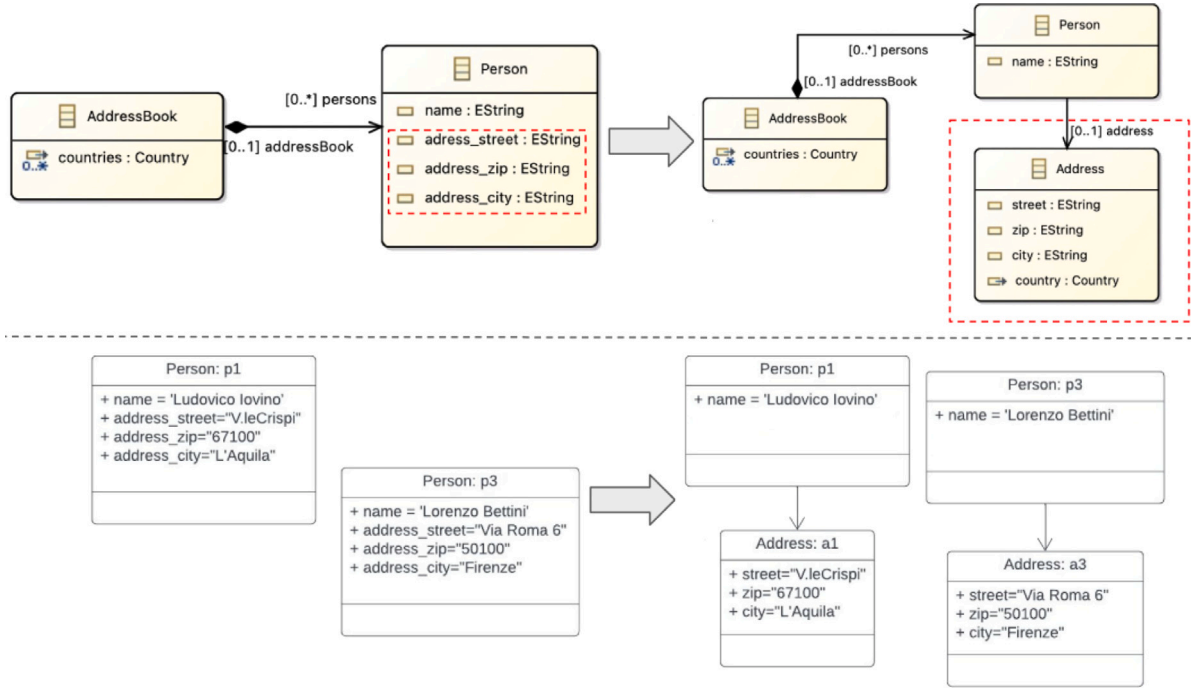 AddressBook
0..*
countries : Country
[0..*] persons
[0..1] addressBook
Person
name : EString
adress_street : EString
address_zip : EString
address_city : EString
AddressBook
0..*
countries : Country
[0..*] persons
[0..1] addressBook
Person
name : EString
[0..1] address
Address
street : EString
zip : EString
city : EString
country : Country
Person: p1
+ name = 'Ludovico Iovino'
+ address_street="V.leCrispi"
+ address_zip="67100"
+ address_city="L'Aquila"
Person: p3
+ name = 'Lorenzo Bettini'
+ address_street="Via Roma 6"
+ address_zip="50100"
+ address_city="Firenze"
Person: p1
+ name = 'Ludovico Iovino'
Person: p3
+ name = 'Lorenzo Bettini'
Address: a1
+ street="V.leCrispi"
+ zip="67100"
+ city="L'Aquila"
Address: a3
+ street="Via Roma 6"
+ zip="50100"
+ city="Firenze"